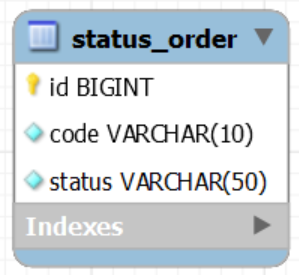 status_order
id BIGINT
code VARCHAR(10)
status VARCHAR(50)
Indexes